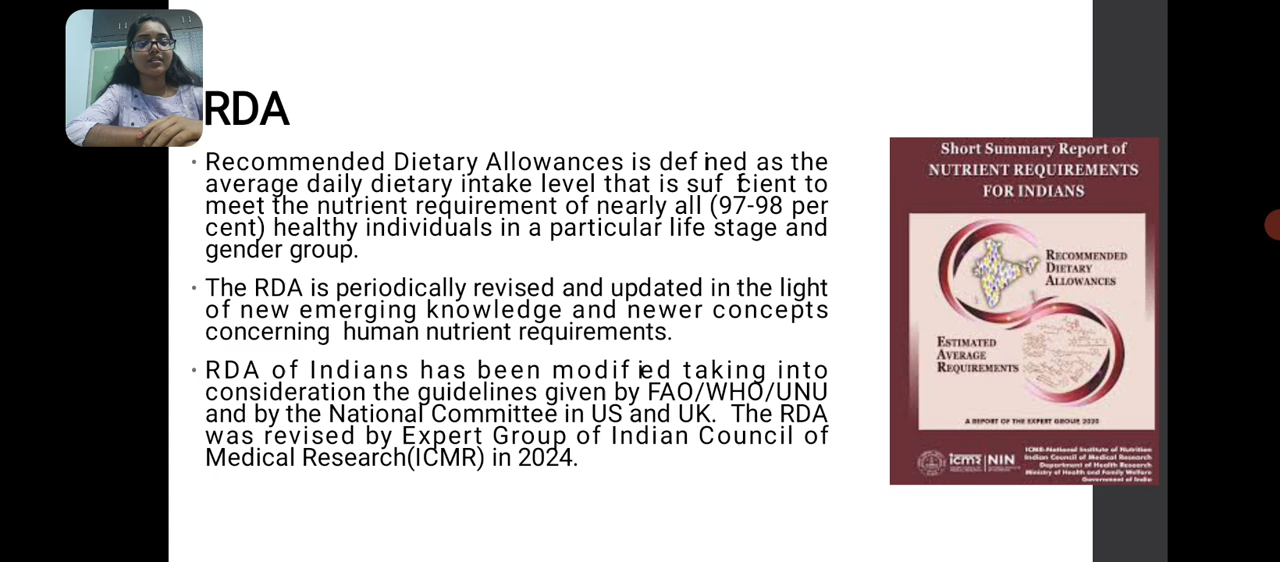 RDA
• Recommended Dietary Allowances is defined as the
average daily dietary intake level that is sufficient to
meet the nutrient requirement of nearly all (97-98 per
cent) healthy individuals in a particular life stage and
gender group.
• The RDA is periodically revised and updated in the light
of new emerging knowledge and newer concepts
concerning human nutrient requirements.
• RDA of Indians has been modified taking into
consideration the guidelines given by FAO/WHO/UNU
and by the National Committee in US and UK. The RDA
was revised by Expert Group of Indian Council of
Medical Research(ICMR) in 2024.
Short Summary Report of
NUTRIENT REQUIREMENTS
FOR INDIANS
RECOMMENDED
DIETARY
ALLOWANCES
ESTIMATED
AVERAGE
REQUIREMENTS
A REPORT OF THE EXPERT GROUP, 2020
icmr NIN
ICMR-National Institute of Nutrition
Indian Council of Medical Research
Department of Health Research
Ministry of Health and Family Welfare
Government of India